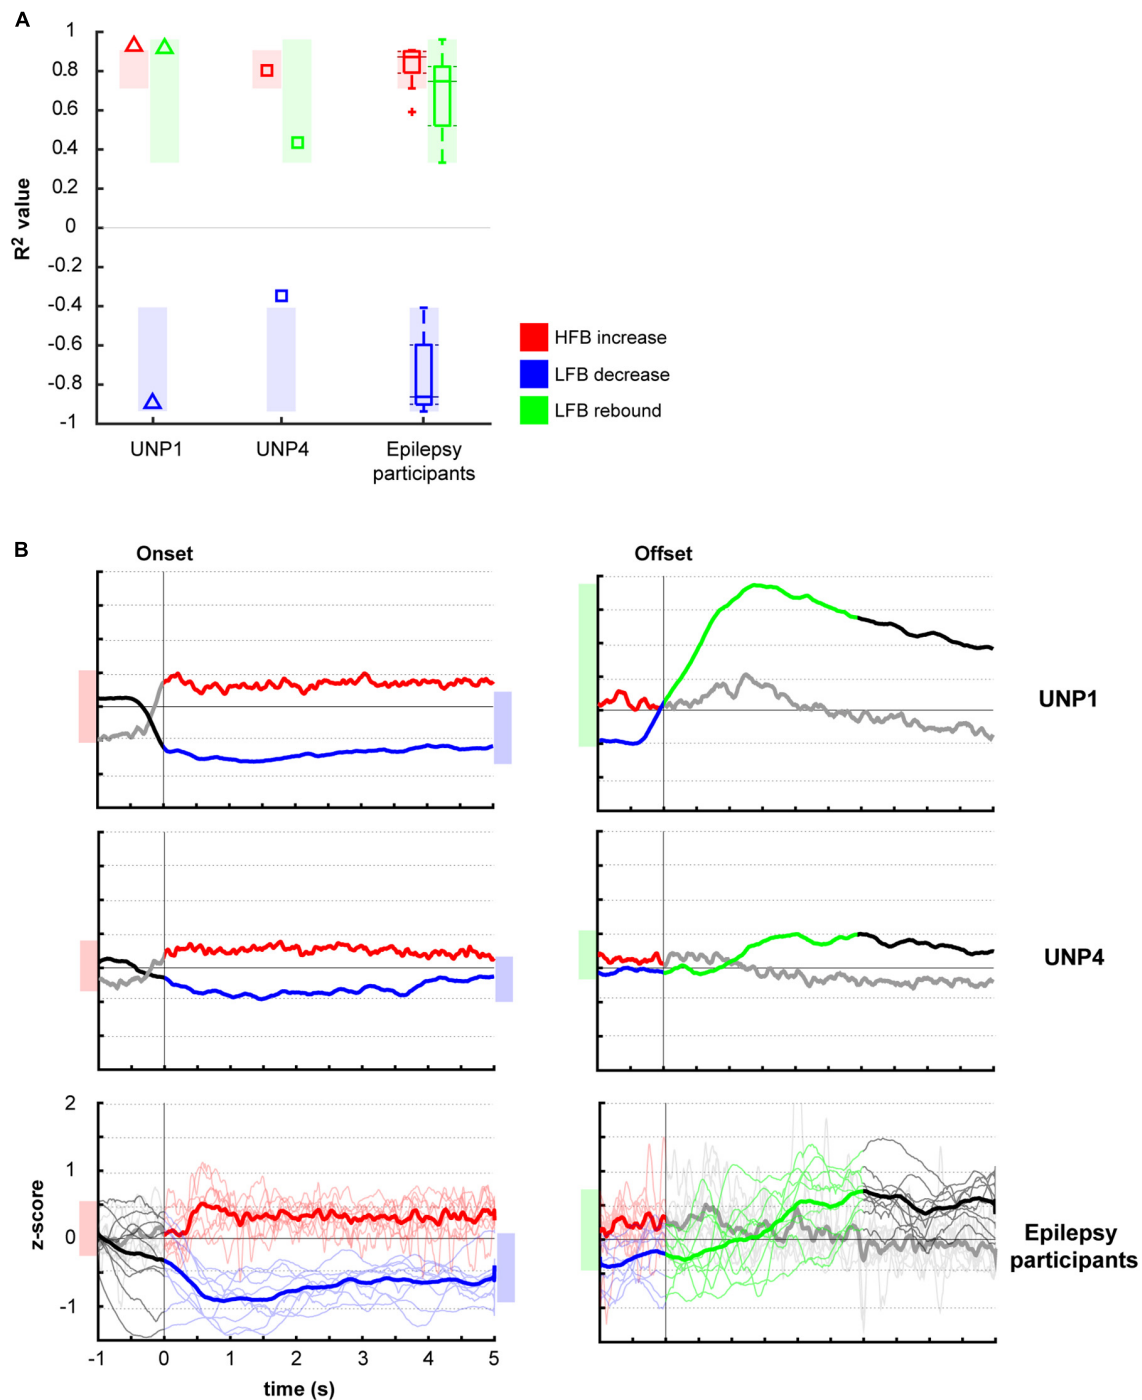 A
1
0.8
0.6
0.4
0.2
0
-0.2
-0.4
-0.6
-0.8
-1
R² value
UNP1
UNP4
Epilepsy
participants
HFB increase
LFB decrease
LFB rebound
B
Onset
Offset
UNP1
UNP4
2
1
0
-1
z-score
Epilepsy
participants
-1 0 1 2 3 4 5
time (s)